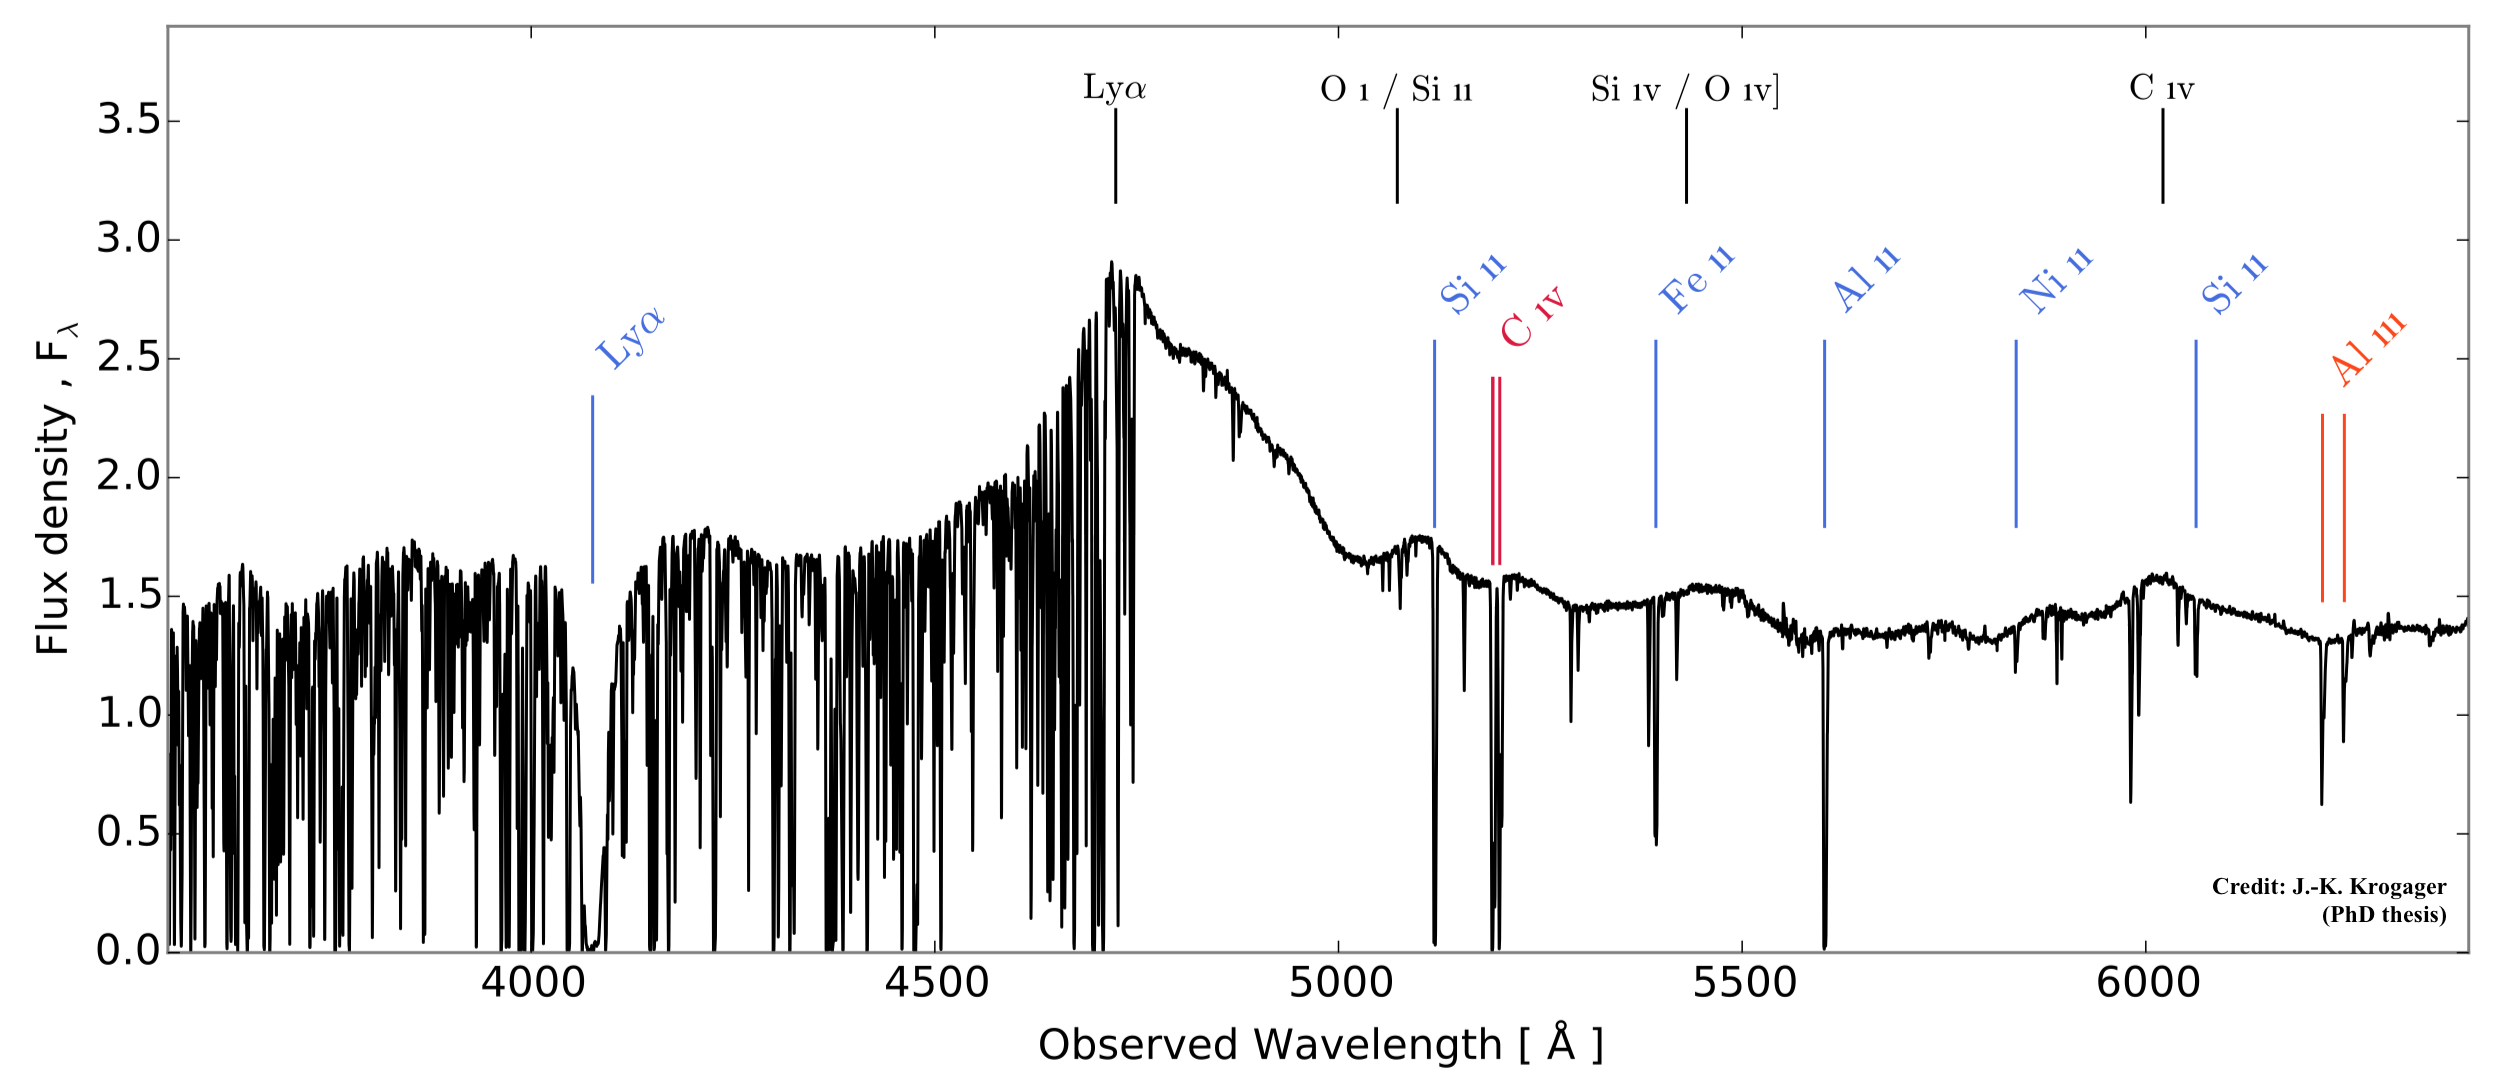 Lyα
O I / Si II
Si IV / O IV]
C IV
Lyα
Si II
C IV
Fe II
Al II
Ni II
Si II
Al III
3.5
3.0
2.5
2.0
1.5
1.0
0.5
0.0
Flux density , Fλ
4000
4500
5000
5500
6000
Observed Wavelength [ Å ]
Credit: J.-K. Krogager
(PhD thesis)